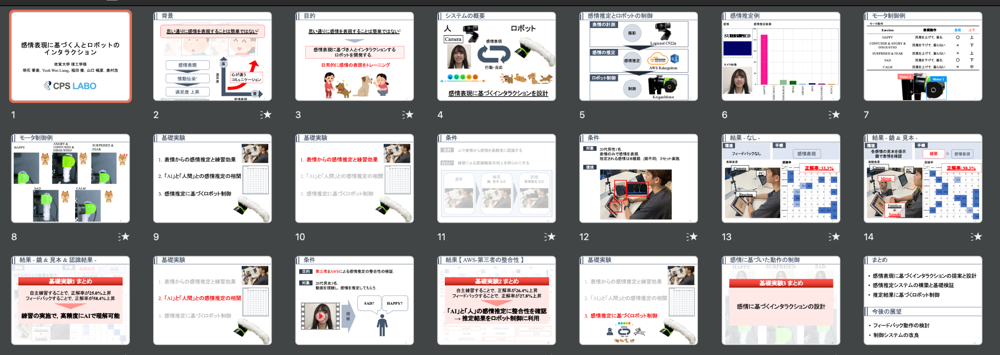 感情表現に基づく人とロボットの
インタラクション
佐賀大学 理工学部
明石 華実, Yeoh Wen Liang, 福田 修, 山口 暢彦, 奥村浩
CPS LABO
1
背景
思い通りに感情を表現することは簡単ではない²
感情表現
情動伝染¹
満足度 上昇
高
満足度
心が通う
コミュニケーション
豊
感情表現
2
目的
思い通りに感情を表現することは簡単ではない²
感情表現に基づき人とインタラクションする
ロボットを開発する.
日常的に感情の表現をトレーニング
3
システムの概要
人
ロボット
Camera
感情表現
行動・反応
感情表現に基づくインタラクションを設計
4
感情推定とロボットの制御
表情の計測
撮影
Logicool C922n
感情の推定
感情推定
amazon
AWS Rekogniton
ロボット制御
制御
KeiganMotor
5
感情推定例
感情
感情推定結果
カメラ映像
HAPPY
CONFUSED
SURPRISED
FEAR
ANGRY
SAD
DISGUSTED
CALM
6
モータ制御例
モータ動作
Emotion 表現動作 左右 上下
HAPPY 尻尾を上げて, 振る. 〇 上
CONFUSED & ANGRY & DISGUSTED 尻尾を下げて, 振らない. × 下
SURPRISED & FEAR 尻尾を上げて, 振らない. × 上
SAD 尻尾を下げて, 振る. 〇 下
CALM 尻尾を上げて, 振らない. × 中
Motor 2
Motor 1
7
モータ制御例
HAPPY
ANGRY &
CONFUSED &
DISGUSTED
SURPRISED &
FEAR
SAD
CALM
8
基礎実験
1. 表情からの感情推定と練習効果
2. 「AI」と「人間」との感情推定の相関
3. 感情推定に基づくロボット制御
9
基礎実験
1. 表情からの感情推定と練習効果
2. 「AI」と「人間」との感情推定の相関
3. 感情推定に基づくロボット制御
10
条件
目的 AIで表情から感情を高精度に認識する
ねらい 練習による認識精度の向上を明らかにする
通常
練習
鏡, 見本 など
評価
感情推定 など
11
条件
対象
20代男性1名.
表情のみで感情を表現.
指定される感情は8種類. (順不同) 3セット実施.
環境
12
結果 - なし -
環境
フィードバックなし
手順
感情表現
実験風景
認識率
正解率:33.3%
Camera
PC
Emotion
13
結果 - 鏡 & 見本 -
環境
各感情の見本を提示
鏡で表情を確認
手順
練習
感情表現
実験風景
認識率
正解率:58.3%
Camera
PC
Mirror
Emotion
&
Sample
14
結果 - 鏡 & 見本 & 認識結果 -
リアルタイムで結果を表示
基礎実験1 まとめ
自主練習することで, 正解率が25.0%上昇
フィードバックすることで, 正解率が58.4%上昇
練習の実施で, 高精度にAIで理解可能
Emotion
&
Sample
基礎実験
1. 表情からの感情推定と練習効果
2. 「AI」と「人間」との感情推定の相関
3. 感情推定に基づくロボット制御
条件
目的 第三者とAWSによる感情推定の整合性の検証.
対象 20代男女3名.
動画を視聴し, 感情を推定してもらう.
視聴
SAD?
HAPPY?
結果【 AWS-第三者の整合性 】
(a) (b) (c)
基礎実験2 まとめ
自主練習することで, 正解率が26.4%上昇
フィードバックすることで, 正解率が27.8%上昇
「AI」と「人」の感情推定に整合性を確認
→ 推定結果をロボット制御に利用
(1) HAPPY (2) CONFUSED (3) SURPRISED
(4) FEAR (5) ANGRY (6) SAD
(7) DISGUSTED (8) CALM
基礎実験
1. 表情からの感情推定と練習効果
2. 「AI」と「人間」との感情推定の相関
3. 感情推定に基づくロボット制御
感情表現
行動・反応
感情に基づいた動作の制御
HAPPY SURPRISED SAD
基礎実験3 まとめ
感情に基づくインタラクションの設計
まとめ
・ 感情表現に基づくインタラクションの提案と設計
・ 感情推定システムの構築と基礎検証
・ 推定結果に基づくロボット制御
今後の展望
・ フィードバック動作の検討
・ 制御システムの改良